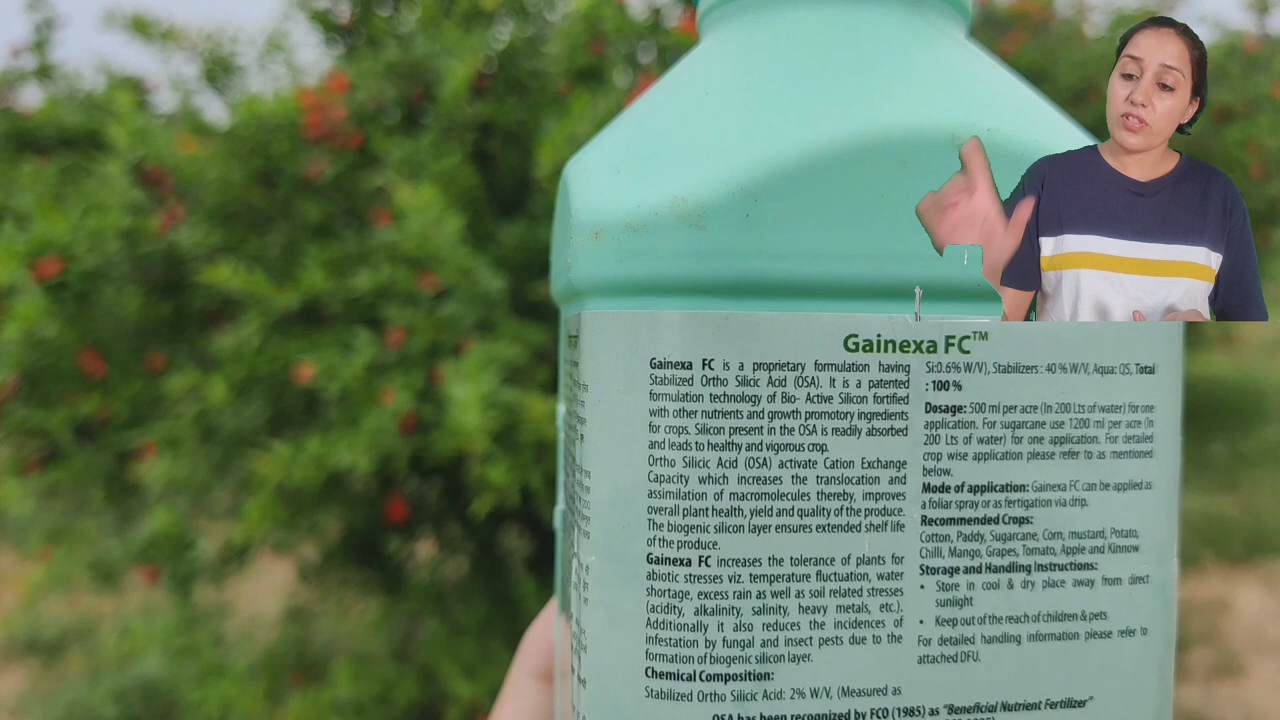 Gainexa FC™
Gainexa FC is a proprietary formulation having
Stabilized Ortho Silicic Acid (OSA). It is a patented
formulation technology of Bio- Active Silicon fortified
with other nutrients and growth promotory ingredients
for crops. Silicon present in the OSA is readily absorbed
and leads to healthy and vigorous crop.
Ortho Silicic Acid (OSA) activate Cation Exchange
Capacity which increases the translocation and
assimilation of macromolecules thereby, improves
overall plant health, yield and quality of the produce.
The biogenic silicon layer ensures extended shelf life
of the produce.
Gainexa FC increases the tolerance of plants for
abiotic stresses viz. temperature fluctuation, water
shortage, excess rain as well as soil related stresses
(acidity, alkalinity, salinity, heavy metals, etc.).
Additionally it also reduces the incidences of
infestation by fungal and insect pests due to the
formation of biogenic silicon layer.
Chemical Composition:
Stabilized Ortho Silicic Acid: 2% W/V, (Measured as
Si:0.6% W/V), Stabilizers : 40 % W/V, Aqua: QS, Total
: 100 %
Dosage: 500 ml per acre (In 200 Lts of water) for one
application. For sugarcane use 1200 ml per acre (In
200 Lts of water) for one application. For detailed
crop wise application please refer to as mentioned
below.
Mode of application: Gainexa FC can be applied as
a foliar spray or as fertigation via drip.
Recommended Crops:
Cotton, Paddy, Sugarcane, Corn, mustard, Potato,
Chilli, Mango, Grapes, Tomato, Apple and Kinnow
Storage and Handling Instructions:
• Store in cool & dry place away from direct
sunlight
• Keep out of the reach of children & pets
For detailed handling information please refer to
attached DFU.
OSA has been recognized by FCO (1985) as "Beneficial Nutrient Fertilizer"